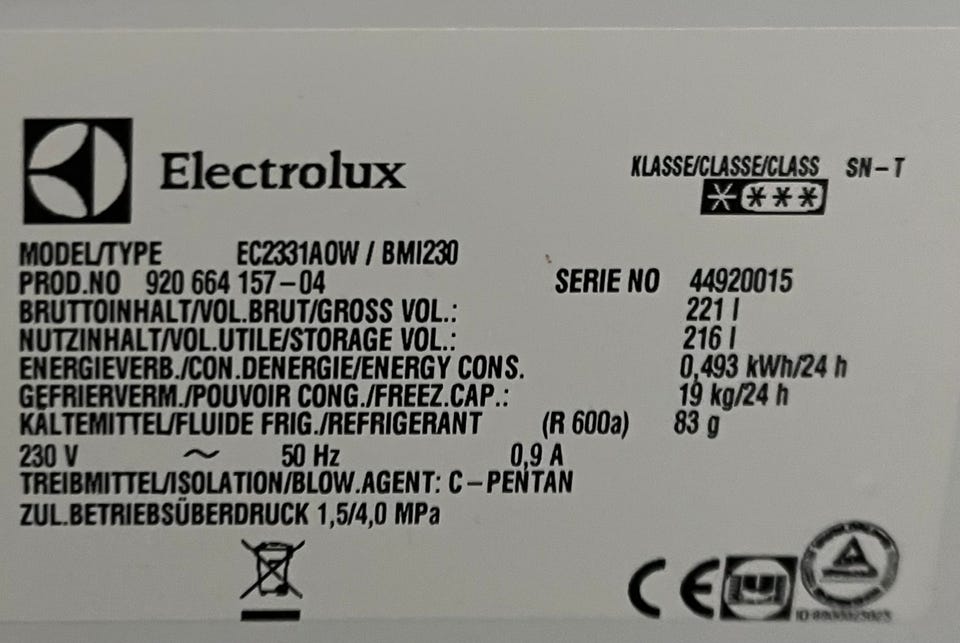 Electrolux
KLASSE/CLASSE/CLASS SN-T
MODEL/TYPE EC2331AOW / BMI230
PROD.NO 920 664 157-04 SERIE NO 44920015
BRUTTOINHALT/VOL.BRUT/GROSS VOL.: 221 l
NUTZINHALT/VOL.UTILE/STORAGE VOL.: 216 l
ENERGIEVERB./CON.DENERGIE/ENERGY CONS. 0,493 kWh/24 h
GEFRIERVERM./POUVOIR CONG./FREEZ.CAP.: 19 kg/24 h
KÄLTEMITTEL/FLUIDE FRIG./REFRIGERANT (R 600a) 83 g
230 V ~ 50 Hz 0,9 A
TREIBMITTEL/ISOLATION/BLOW.AGENT: C-PENTAN
ZUL.BETRIEBSÜBERDRUCK 1,5/4,0 MPa
CE